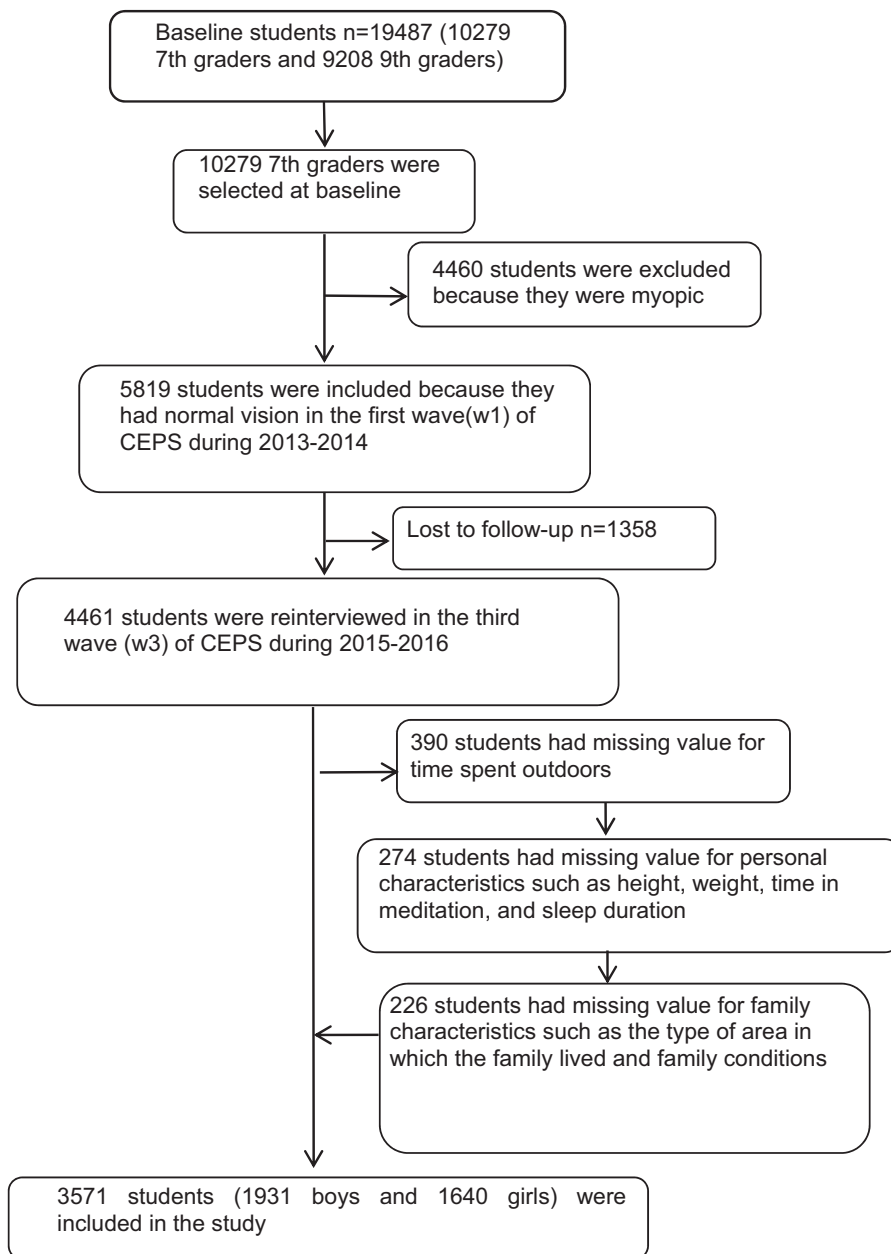 Baseline students n=19487 (10279
7th graders and 9208 9th graders)
10279 7th graders were
selected at baseline
4460 students were excluded
because they were myopic
5819 students were included because they
had normal vision in the first wave(w1) of
CEPS during 2013-2014
Lost to follow-up n=1358
4461 students were reinterviewed in the third
wave (w3) of CEPS during 2015-2016
390 students had missing value for
time spent outdoors
274 students had missing value for personal
characteristics such as height, weight, time in
meditation, and sleep duration
226 students had missing value for family
characteristics such as the type of area in
which the family lived and family conditions
3571 students (1931 boys and 1640 girls) were
included in the study